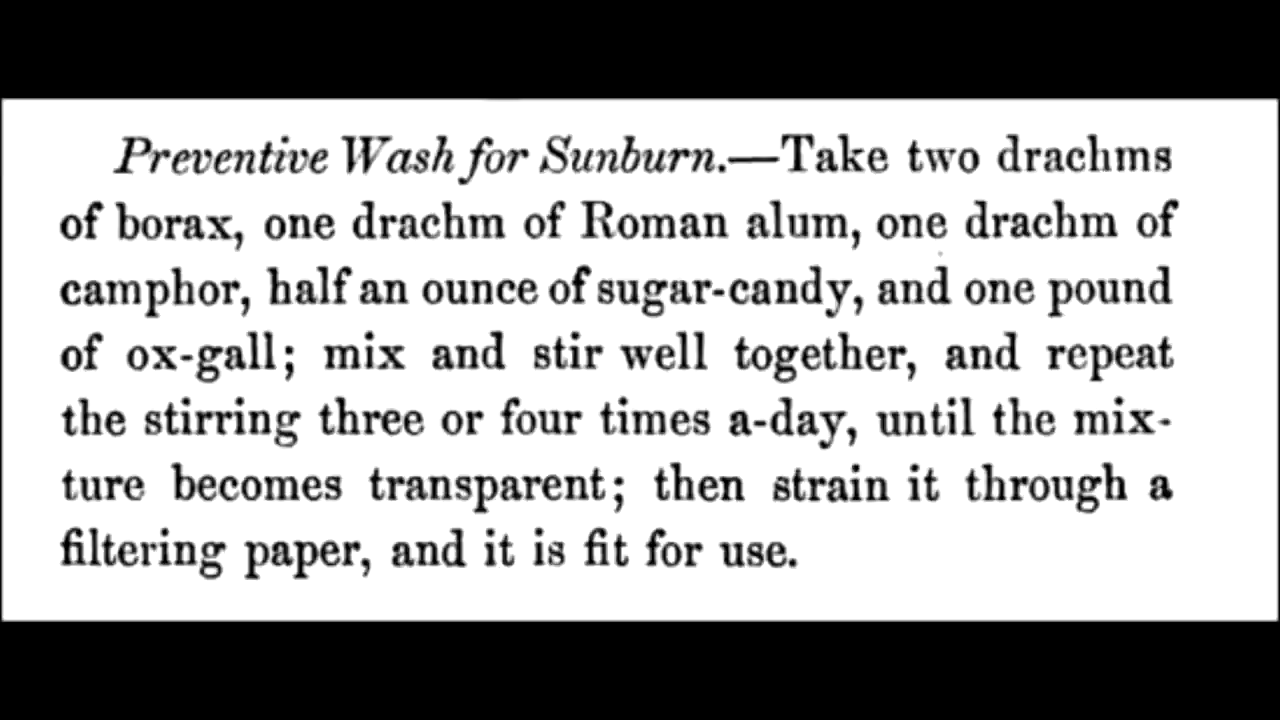 Preventive Wash for Sunburn.—Take two drachms
of borax, one drachm of Roman alum, one drachm of
camphor, half an ounce of sugar-candy, and one pound
of ox-gall; mix and stir well together, and repeat
the stirring three or four times a-day, until the mix-
ture becomes transparent; then strain it through a
filtering paper, and it is fit for use.